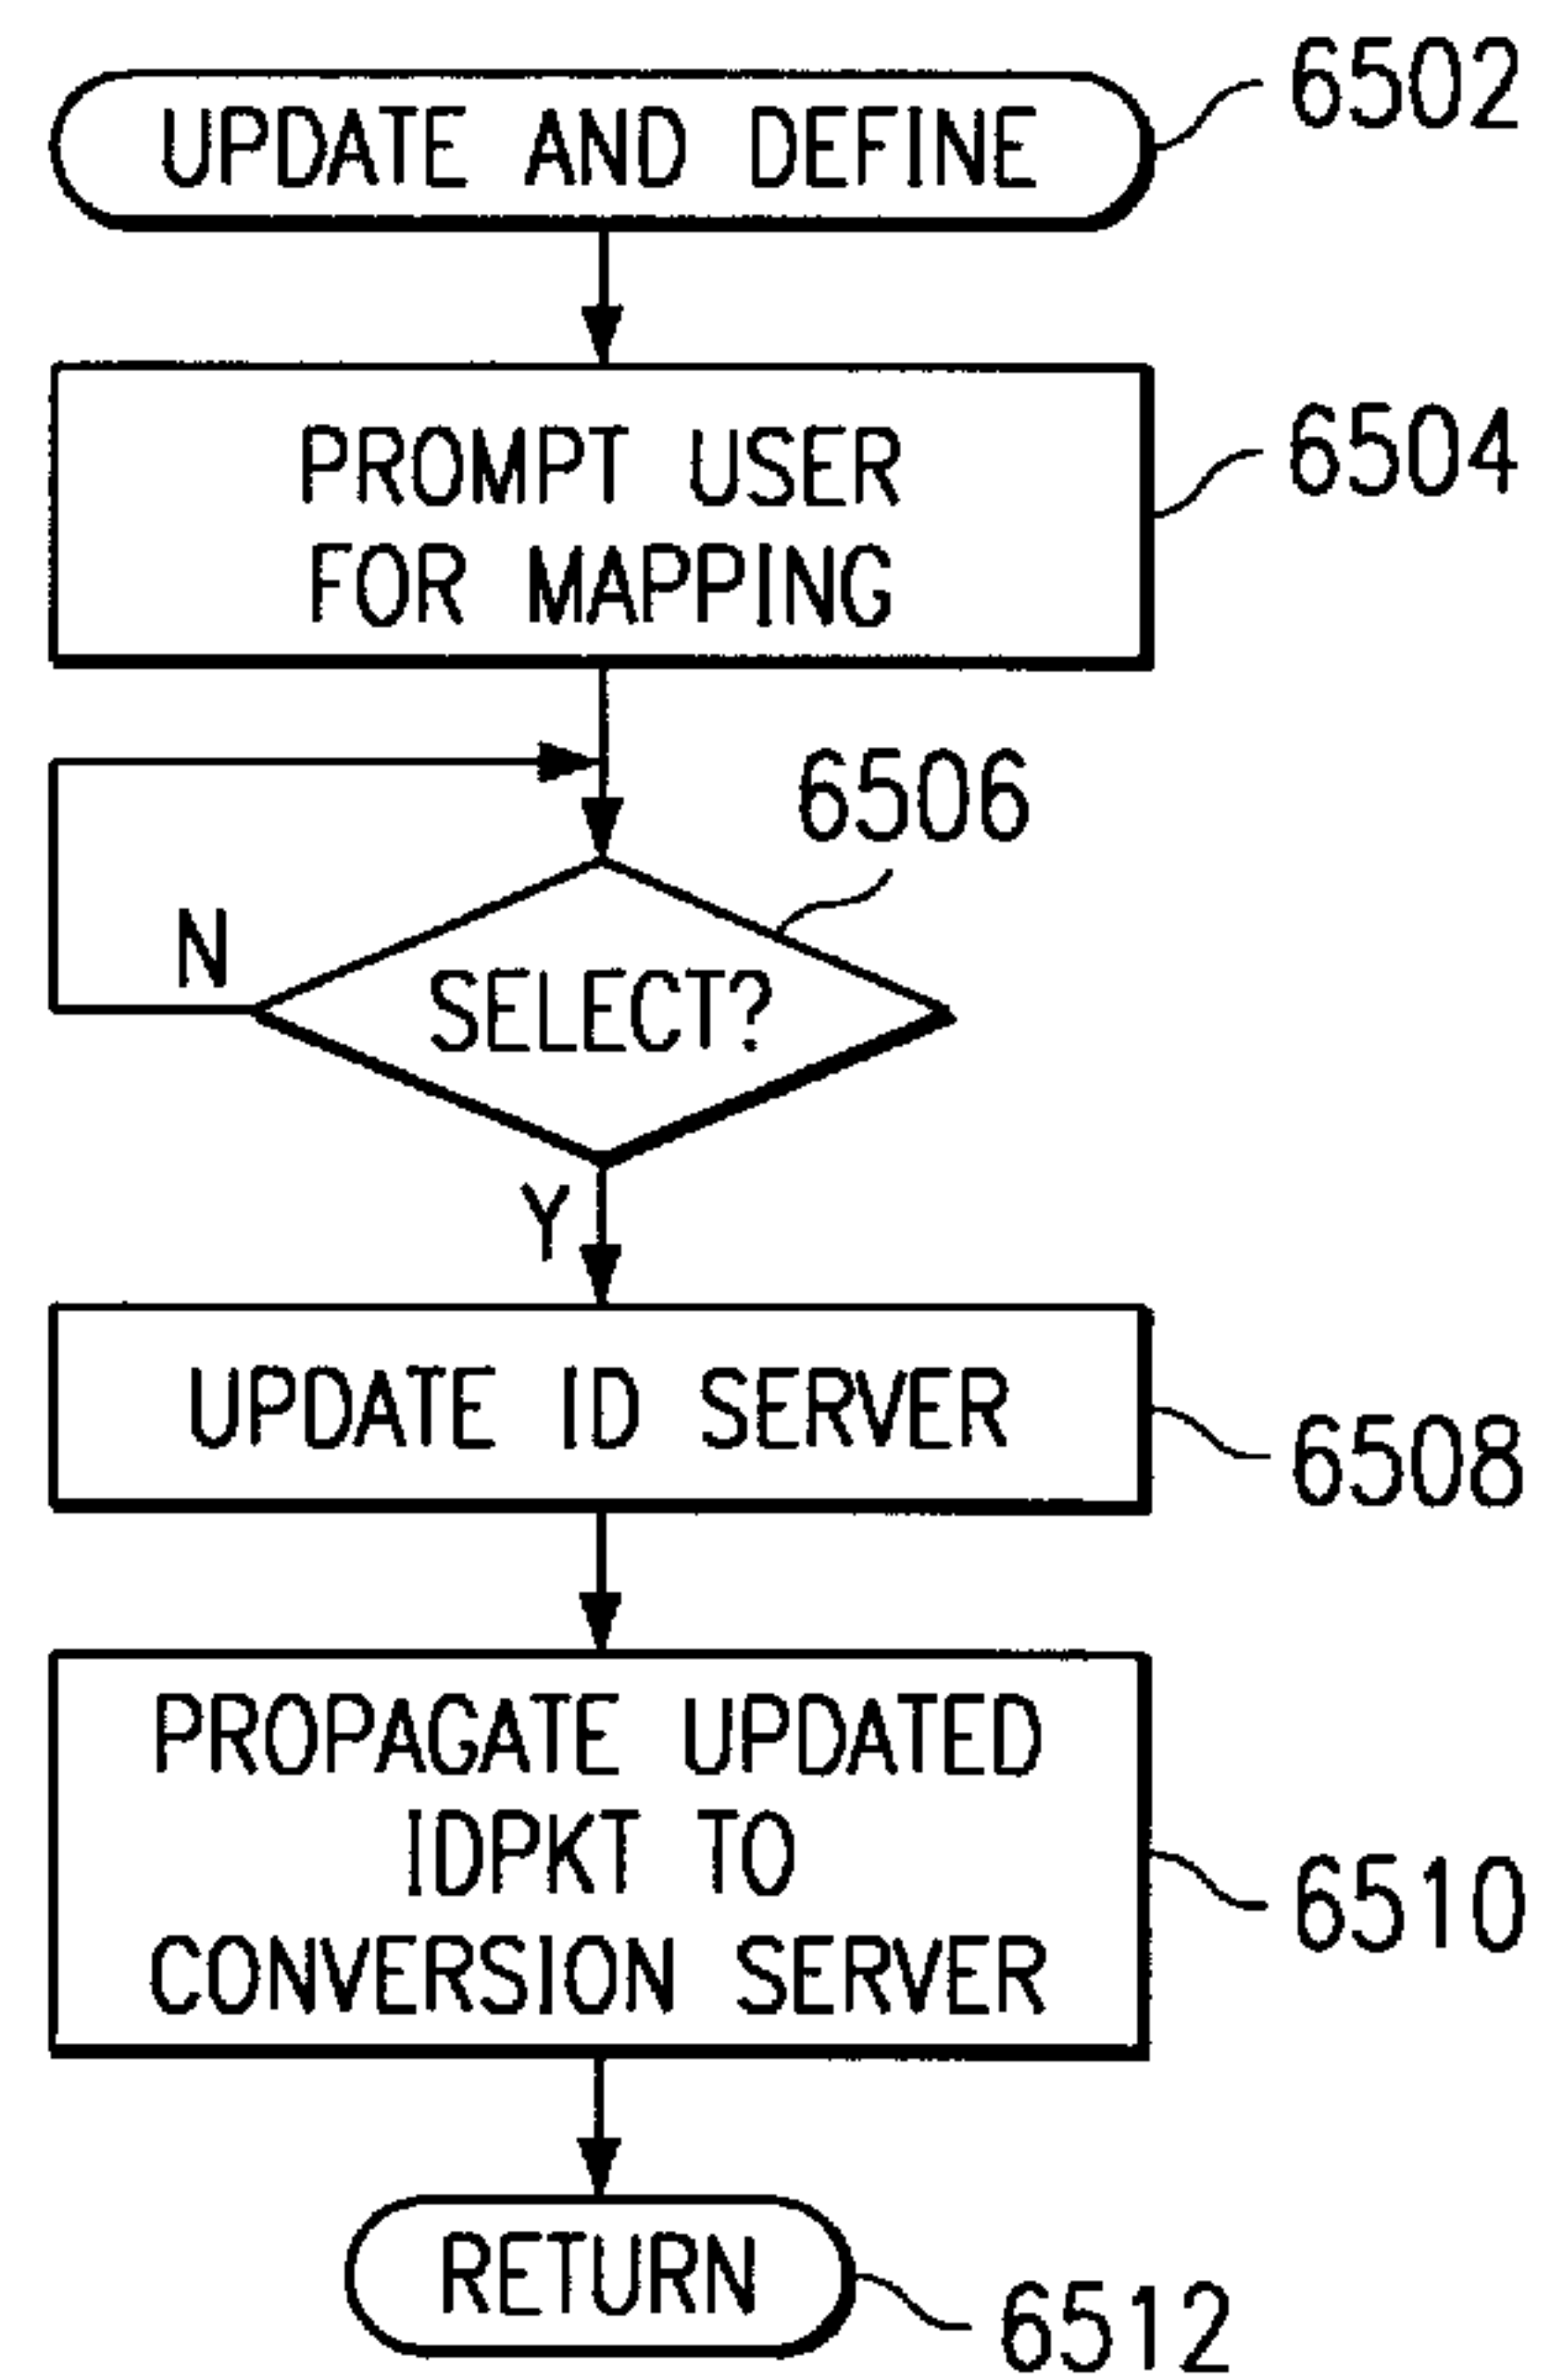 UPDATE AND DEFINE
6502
PROMPT USER
FOR MAPPING
6504
6506
N
SELECT?
Y
UPDATE ID SERVER
6508
PROPAGATE UPDATED
IDPKT TO
CONVERSION SERVER
6510
RETURN
6512